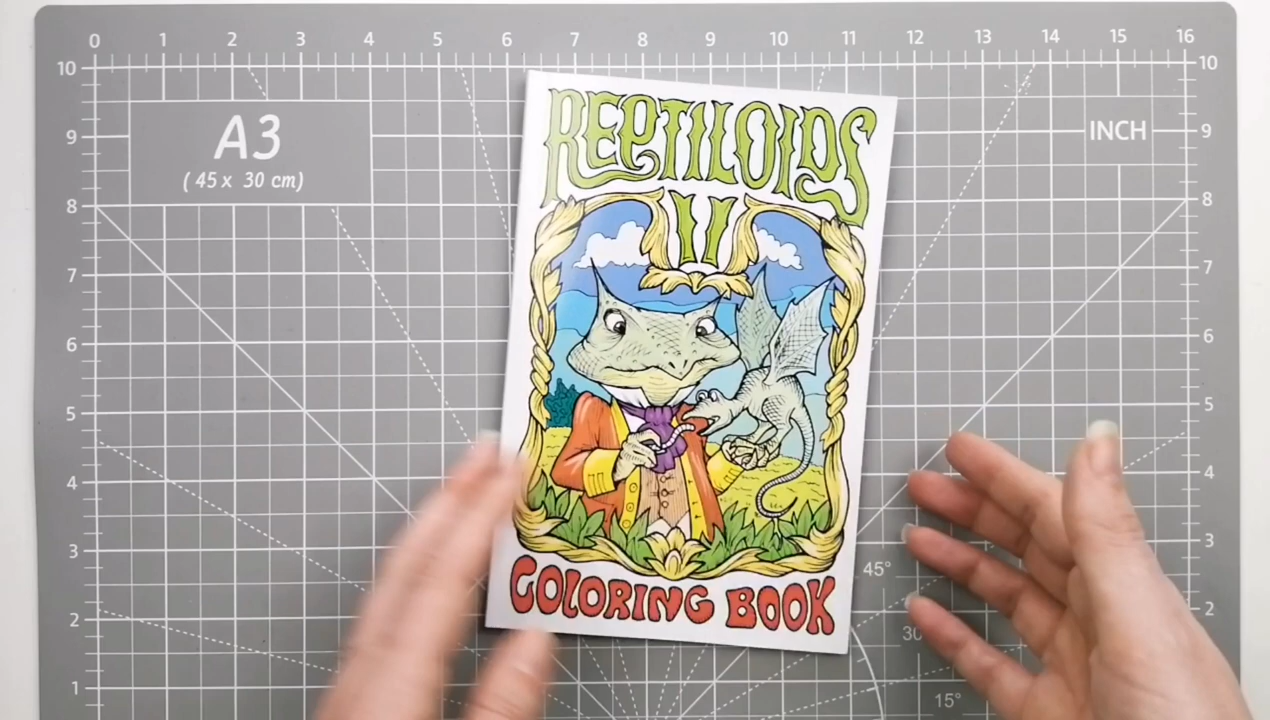 0 1 2 3 4 5 6 7 8 9 10 11 12 13 14 15 16
10 10
9 A3 INCH 9
( 45 x 30 cm)
8 8
7 7
6 6
5 5
4 4
3 3
2 2
1
REPTILOIDS
II
COLORING BOOK
45°
30
15°